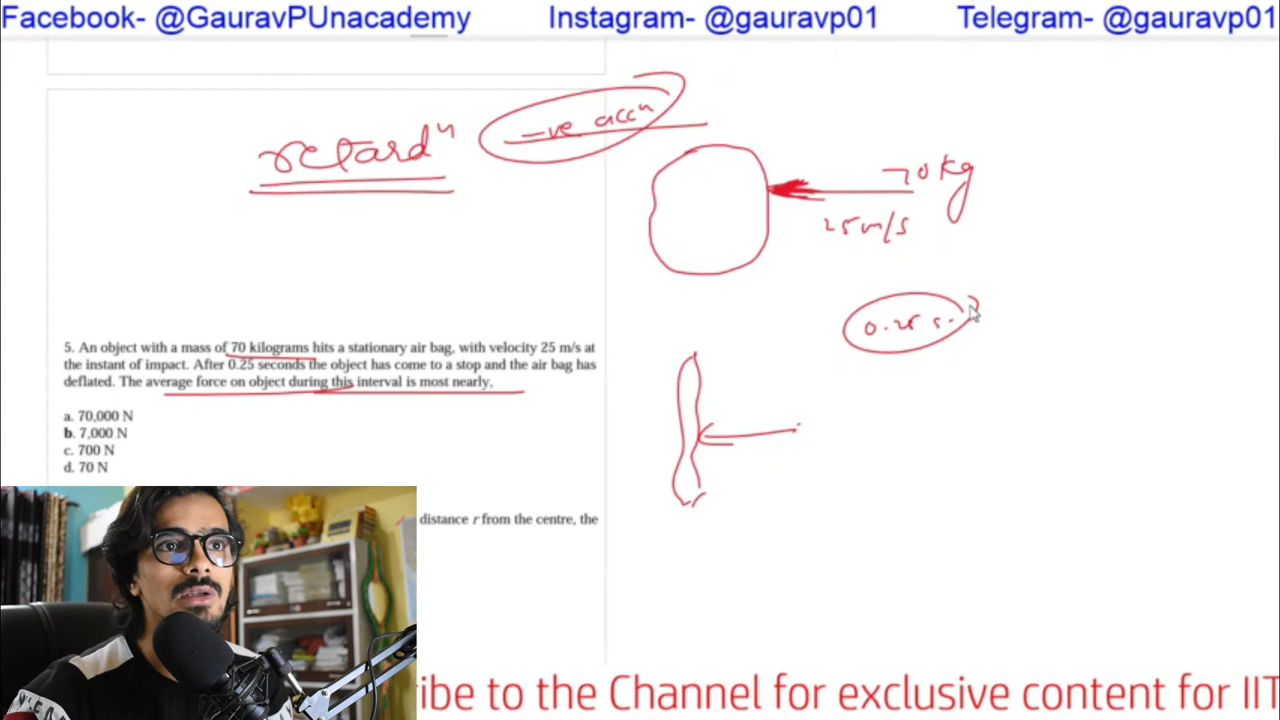 Facebook- @GauravPUnacademy Instagram- @gauravp01 Telegram- @gauravp01
retardⁿ
-ve accⁿ
70 kg
25 m/s
0.25 s.
5. An object with a mass of 70 kilograms hits a stationary air bag, with velocity 25 m/s at
the instant of impact. After 0.25 seconds the object has come to a stop and the air bag has
deflated. The average force on object during this interval is most nearly,
a. 70,000 N
b. 7,000 N
c. 700 N
d. 70 N
distance r from the centre, the
ibe to the Channel for exclusive content for IIT